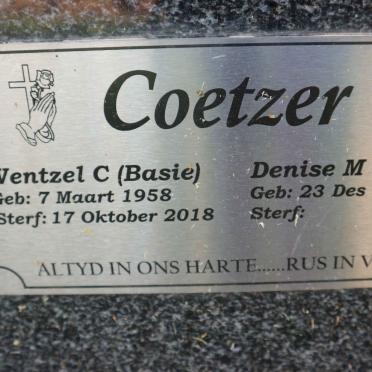 Coetzer
Wentzel C (Basie) Denise M
Geb: 7 Maart 1958 Geb: 23 Des
Sterf: 17 Oktober 2018 Sterf:
ALTYD IN ONS HARTE......RUS IN V